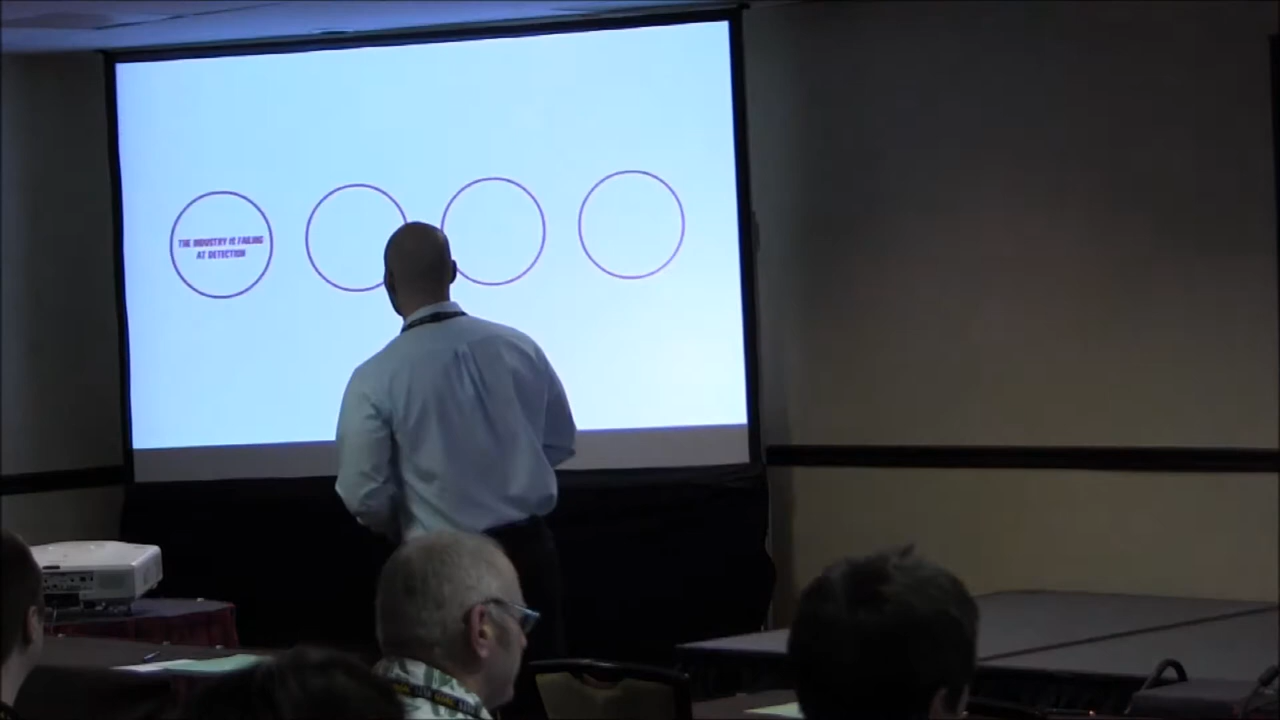 THE INDUSTRY IS FAILING
AT DETECTION